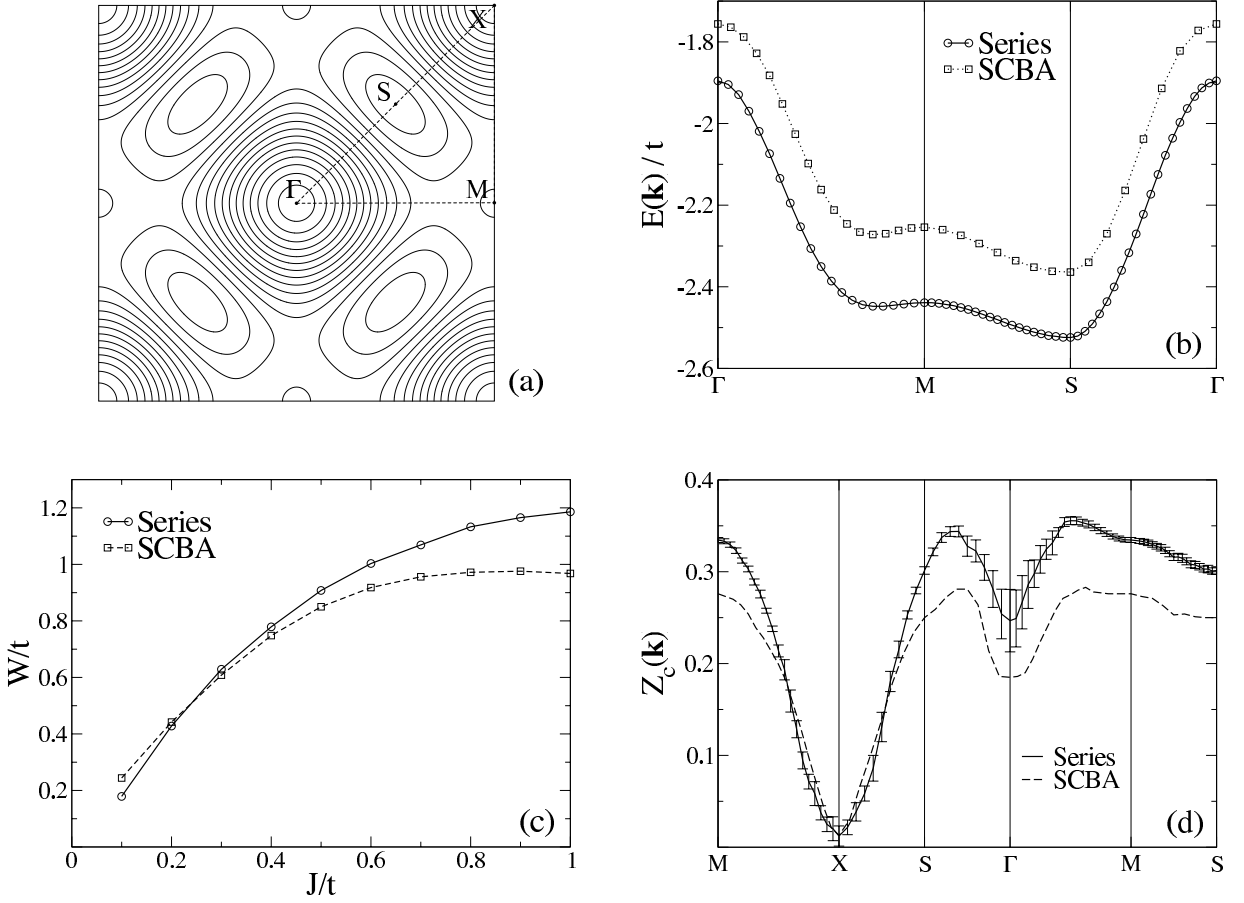 X
S
Γ
M
(a)
-1.8
-2
-2.2
-2.4
-2.6
E(k) / t
Series
SCBA
(b)
Γ
M
S
Γ
1.2
1
0.8
0.6
0.4
0.2
W/t
Series
SCBA
(c)
0
0.2
0.4
0.6
0.8
1
J/t
0.4
0.3
0.2
0.1
Zc(k)
Series
SCBA
(d)
M
X
S
Γ
M
S